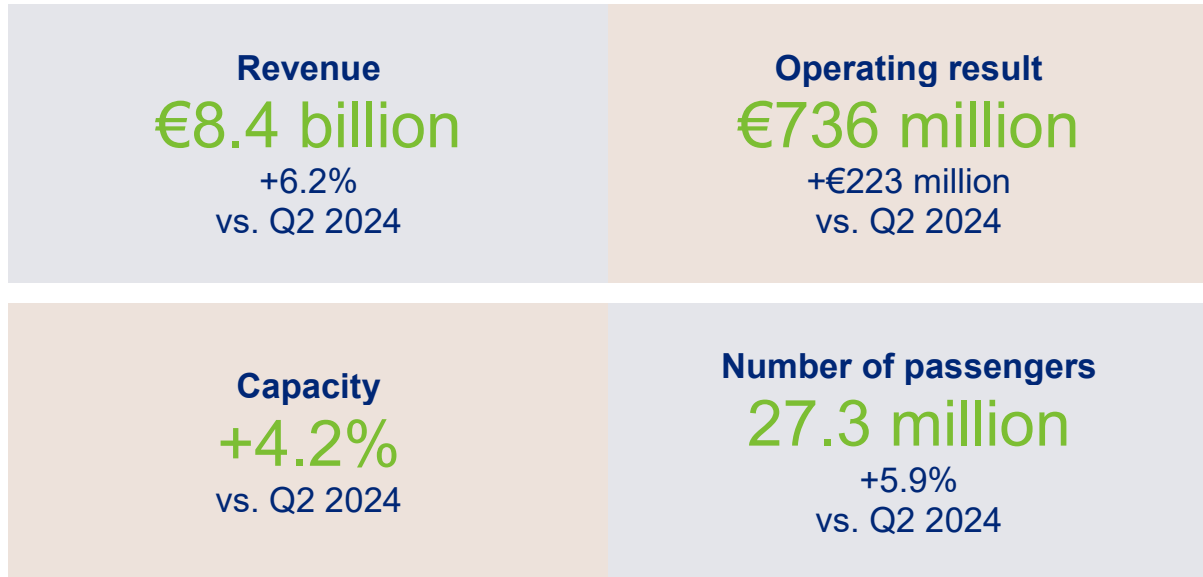 Revenue
€8.4 billion
+6.2%
vs. Q2 2024
Operating result
€736 million
+€223 million
vs. Q2 2024
Capacity
+4.2%
vs. Q2 2024
Number of passengers
27.3 million
+5.9%
vs. Q2 2024